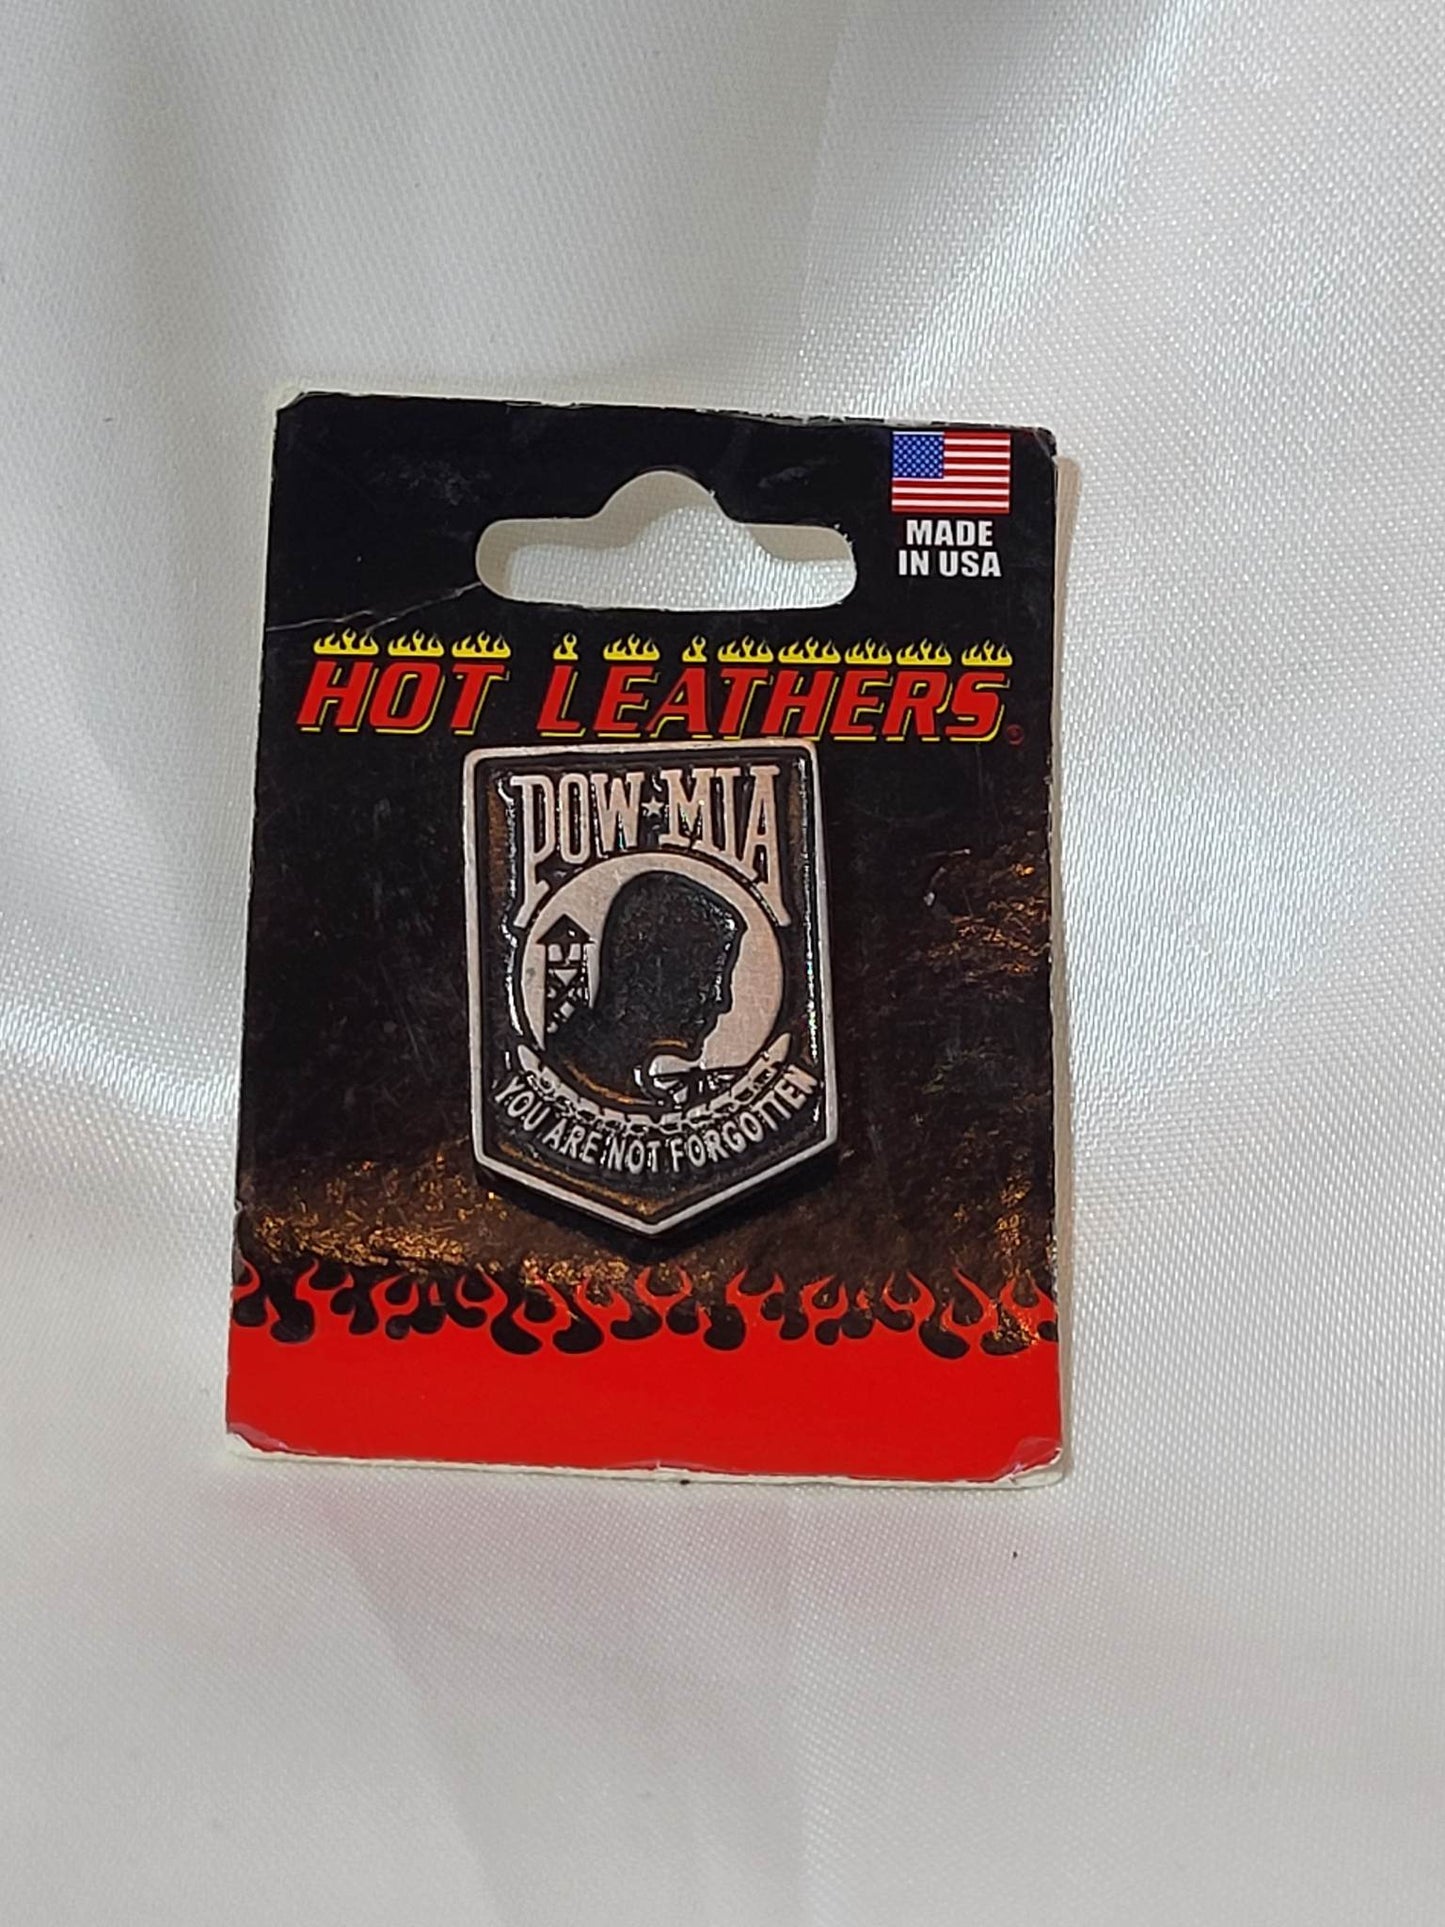 MADE
IN USA
HOT LEATHERS
POW★MIA
YOU ARE NOT FORGOTTEN